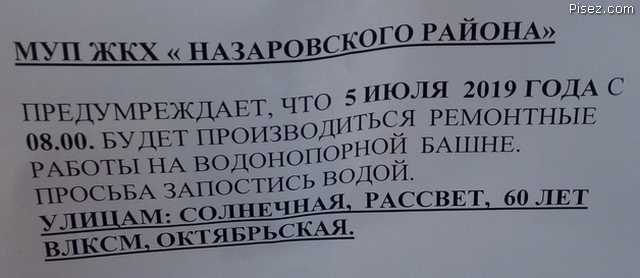 Pisez.com
МУП ЖКХ « НАЗАРОВСКОГО РАЙОНА»
ПРЕДУМРЕЖДАЕТ, ЧТО 5 ИЮЛЯ 2019 ГОДА С
08.00. БУДЕТ ПРОИЗВОДИТЬСЯ РЕМОНТНЫЕ
РАБОТЫ НА ВОДОНОПОРНОЙ БАШНЕ.
ПРОСЬБА ЗАПОСТИСЬ ВОДОЙ.
УЛИЦАМ: СОЛНЕЧНАЯ, РАССВЕТ, 60 ЛЕТ
ВЛКСМ, ОКТЯБРЬСКАЯ.